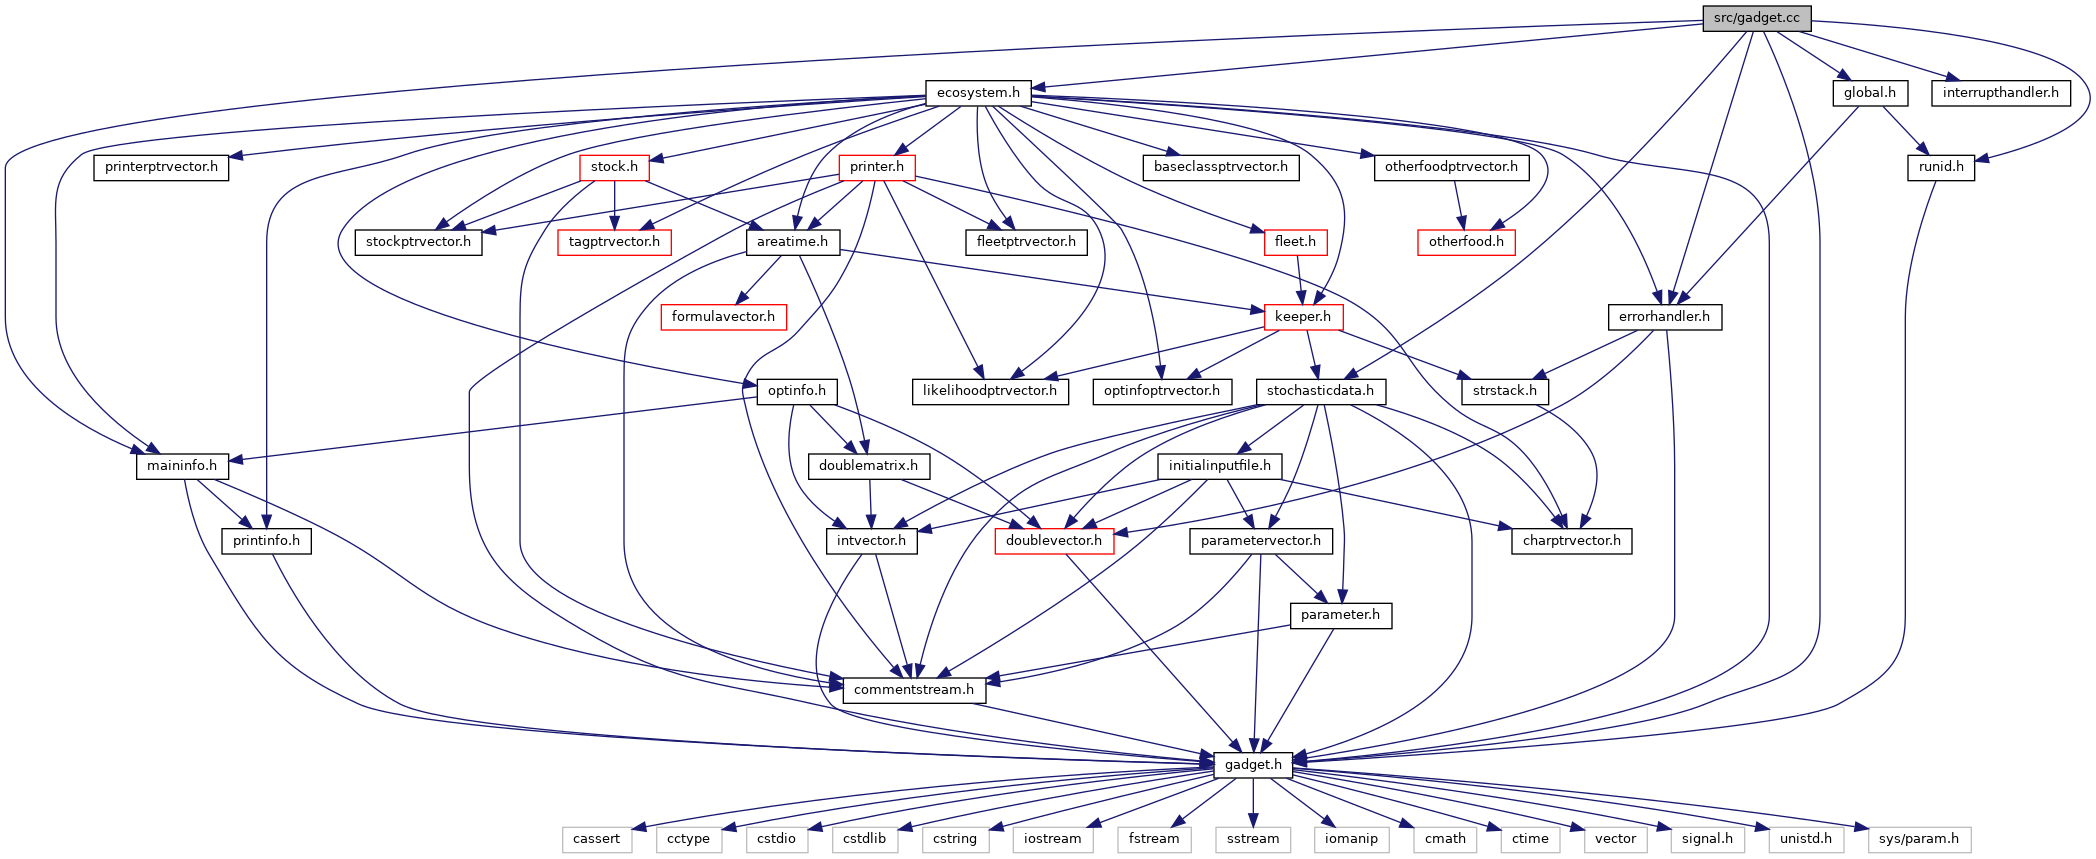 src/gadget.cc
ecosystem.h
global.h
interrupthandler.h
printerptrvector.h
stock.h
printer.h
baseclassptrvector.h
otherfoodptrvector.h
runid.h
stockptrvector.h
tagptrvector.h
areatime.h
fleetptrvector.h
fleet.h
otherfood.h
formulavector.h
keeper.h
errorhandler.h
optinfo.h
likelihoodptrvector.h
optinfoptrvector.h
stochasticdata.h
strstack.h
maininfo.h
doublematrix.h
initialinputfile.h
printinfo.h
intvector.h
doublevector.h
parametervector.h
charptrvector.h
parameter.h
commentstream.h
gadget.h
cassert
cctype
cstdio
cstdlib
cstring
iostream
fstream
sstream
iomanip
cmath
ctime
vector
signal.h
unistd.h
sys/param.h